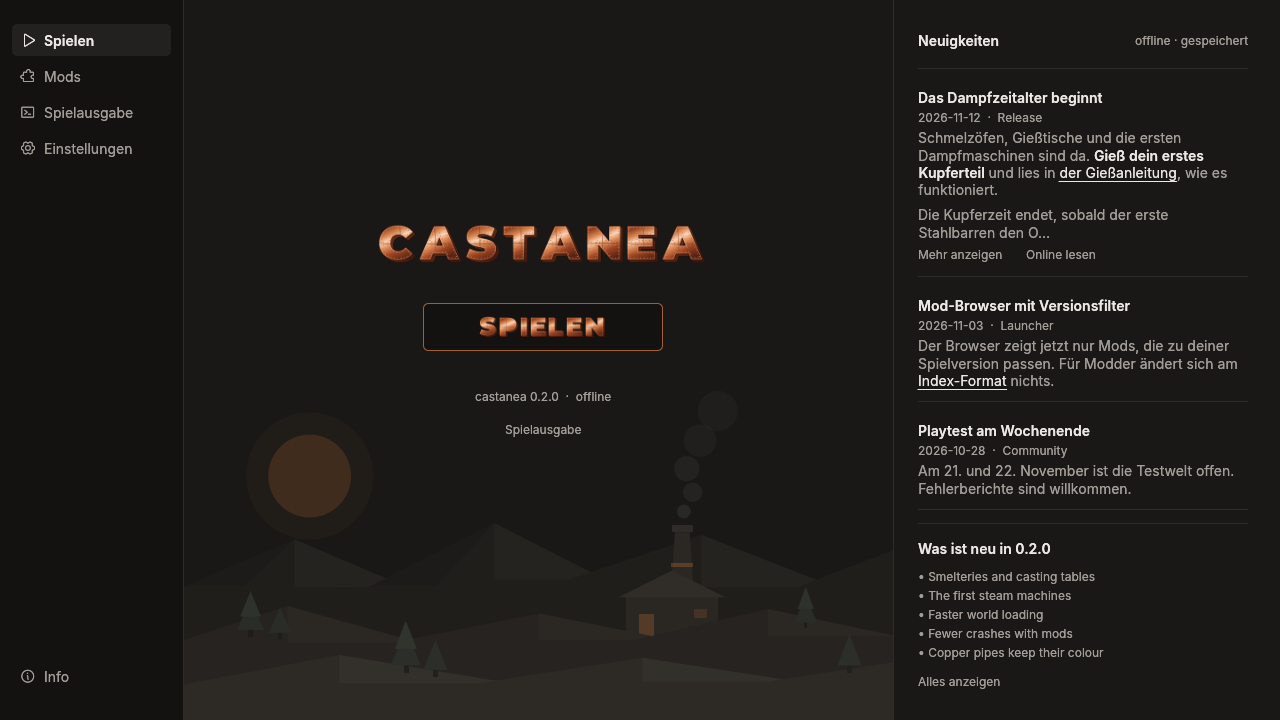 Spielen
Mods
Spielausgabe
Einstellungen
Info
CASTANEA
SPIELEN
castanea 0.2.0 · offline
Spielausgabe
Neuigkeiten
offline · gespeichert
Das Dampfzeitalter beginnt
2026-11-12 · Release
Schmelzöfen, Gießtische und die ersten
Dampfmaschinen sind da. Gieß dein erstes
Kupferteil und lies in der Gießanleitung, wie es
funktioniert.
Die Kupferzeit endet, sobald der erste
Stahlbarren den O...
Mehr anzeigen
Online lesen
Mod-Browser mit Versionsfilter
2026-11-03 · Launcher
Der Browser zeigt jetzt nur Mods, die zu deiner
Spielversion passen. Für Modder ändert sich am
Index-Format nichts.
Playtest am Wochenende
2026-10-28 · Community
Am 21. und 22. November ist die Testwelt offen.
Fehlerberichte sind willkommen.
Was ist neu in 0.2.0
• Smelteries and casting tables
• The first steam machines
• Faster world loading
• Fewer crashes with mods
• Copper pipes keep their colour
Alles anzeigen